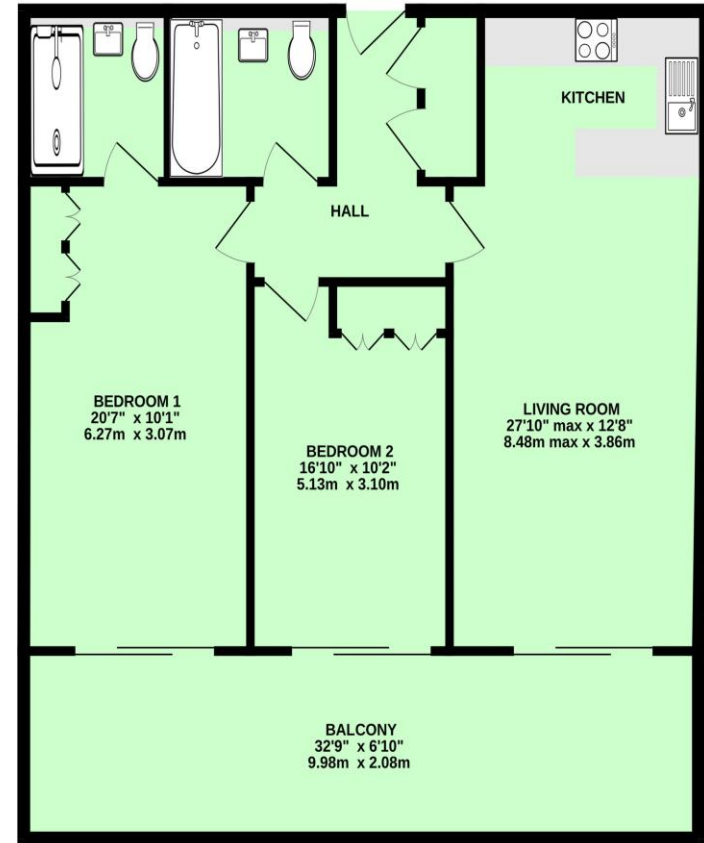 KITCHEN
HALL
BEDROOM 1
20'7" x 10'1"
6.27m x 3.07m
BEDROOM 2
16'10" x 10'2"
5.13m x 3.10m
LIVING ROOM
27'10" max x 12'8"
8.48m max x 3.86m
BALCONY
32'9" x 6'10"
9.98m x 2.08m